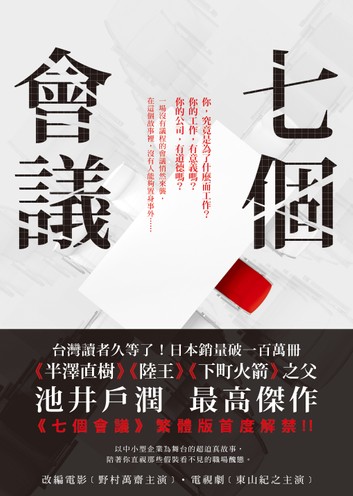 七個
會議
你，究竟是為了什麼而工作？
你的工作，有意義嗎？
你的公司，有道德嗎？
一場沒有議程的會議悄然來襲，
在這個故事裡，沒有人能夠置身事外……
台灣讀者久等了！日本銷量破一百萬冊
《半澤直樹》《陸王》《下町火箭》之父
池井戶潤 最高傑作
《七個會議》繁體版首度解禁!!
以中小型企業為舞台的超迫真故事，
陪著你直視那些假裝看不見的職場醜態。
改編電影﹝野村萬齋主演﹞‧電視劇﹝東山紀之主演﹞